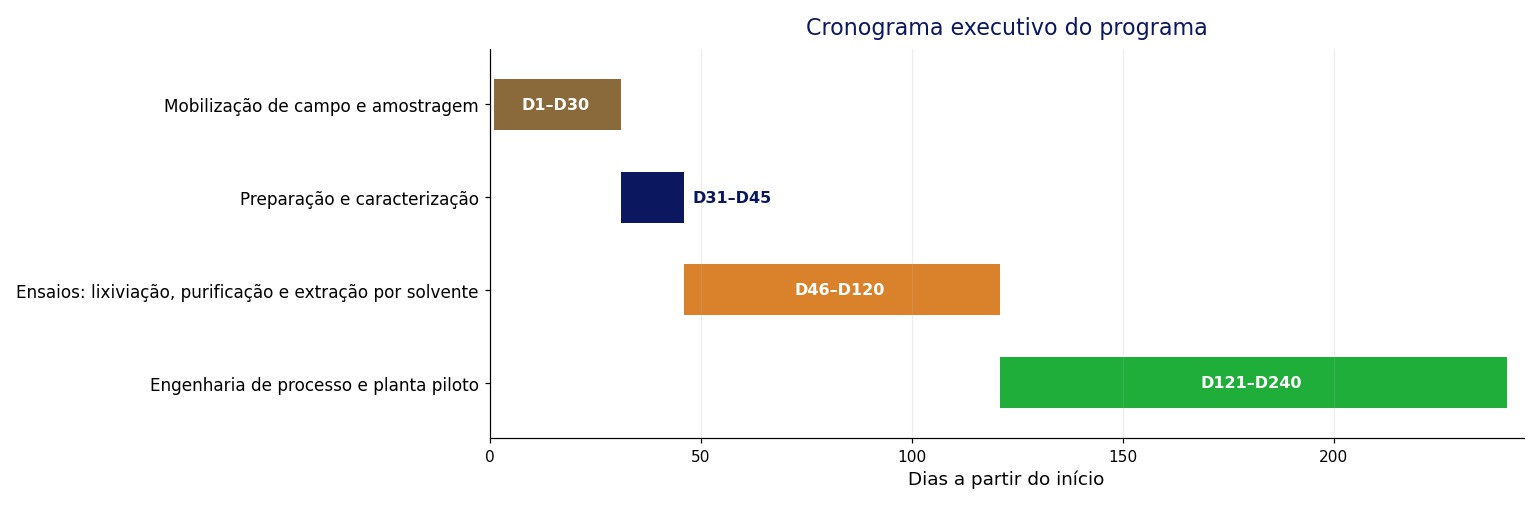 Cronograma executivo do programa
Mobilização de campo e amostragem
D1–D30
Preparação e caracterização
D31–D45
Ensaios: lixiviação, purificação e extração por solvente
D46–D120
Engenharia de processo e planta piloto
D121–D240
0 50 100 150 200
Dias a partir do início